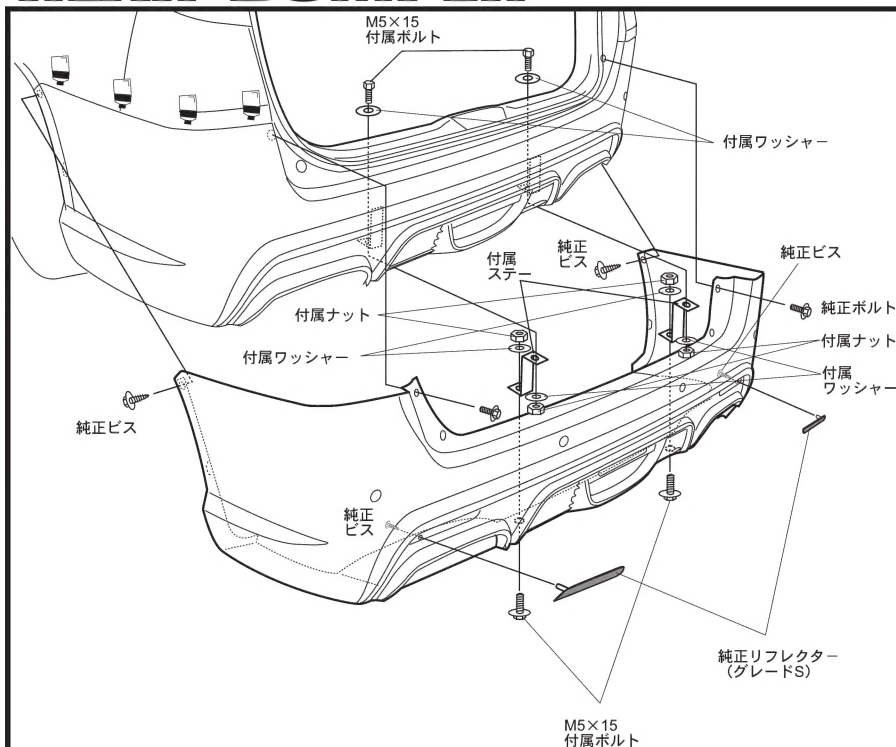 M5×15
付属ボルト
付属ワッシャー
付属
ステー
純正
ビス
純正ビス
純正ボルト
付属ナット
付属ワッシャー
付属ナット
付属
ワッシャー
純正ビス
純正
ビス
純正リフレクター
(グレードS)
M5×15
付属ボルト